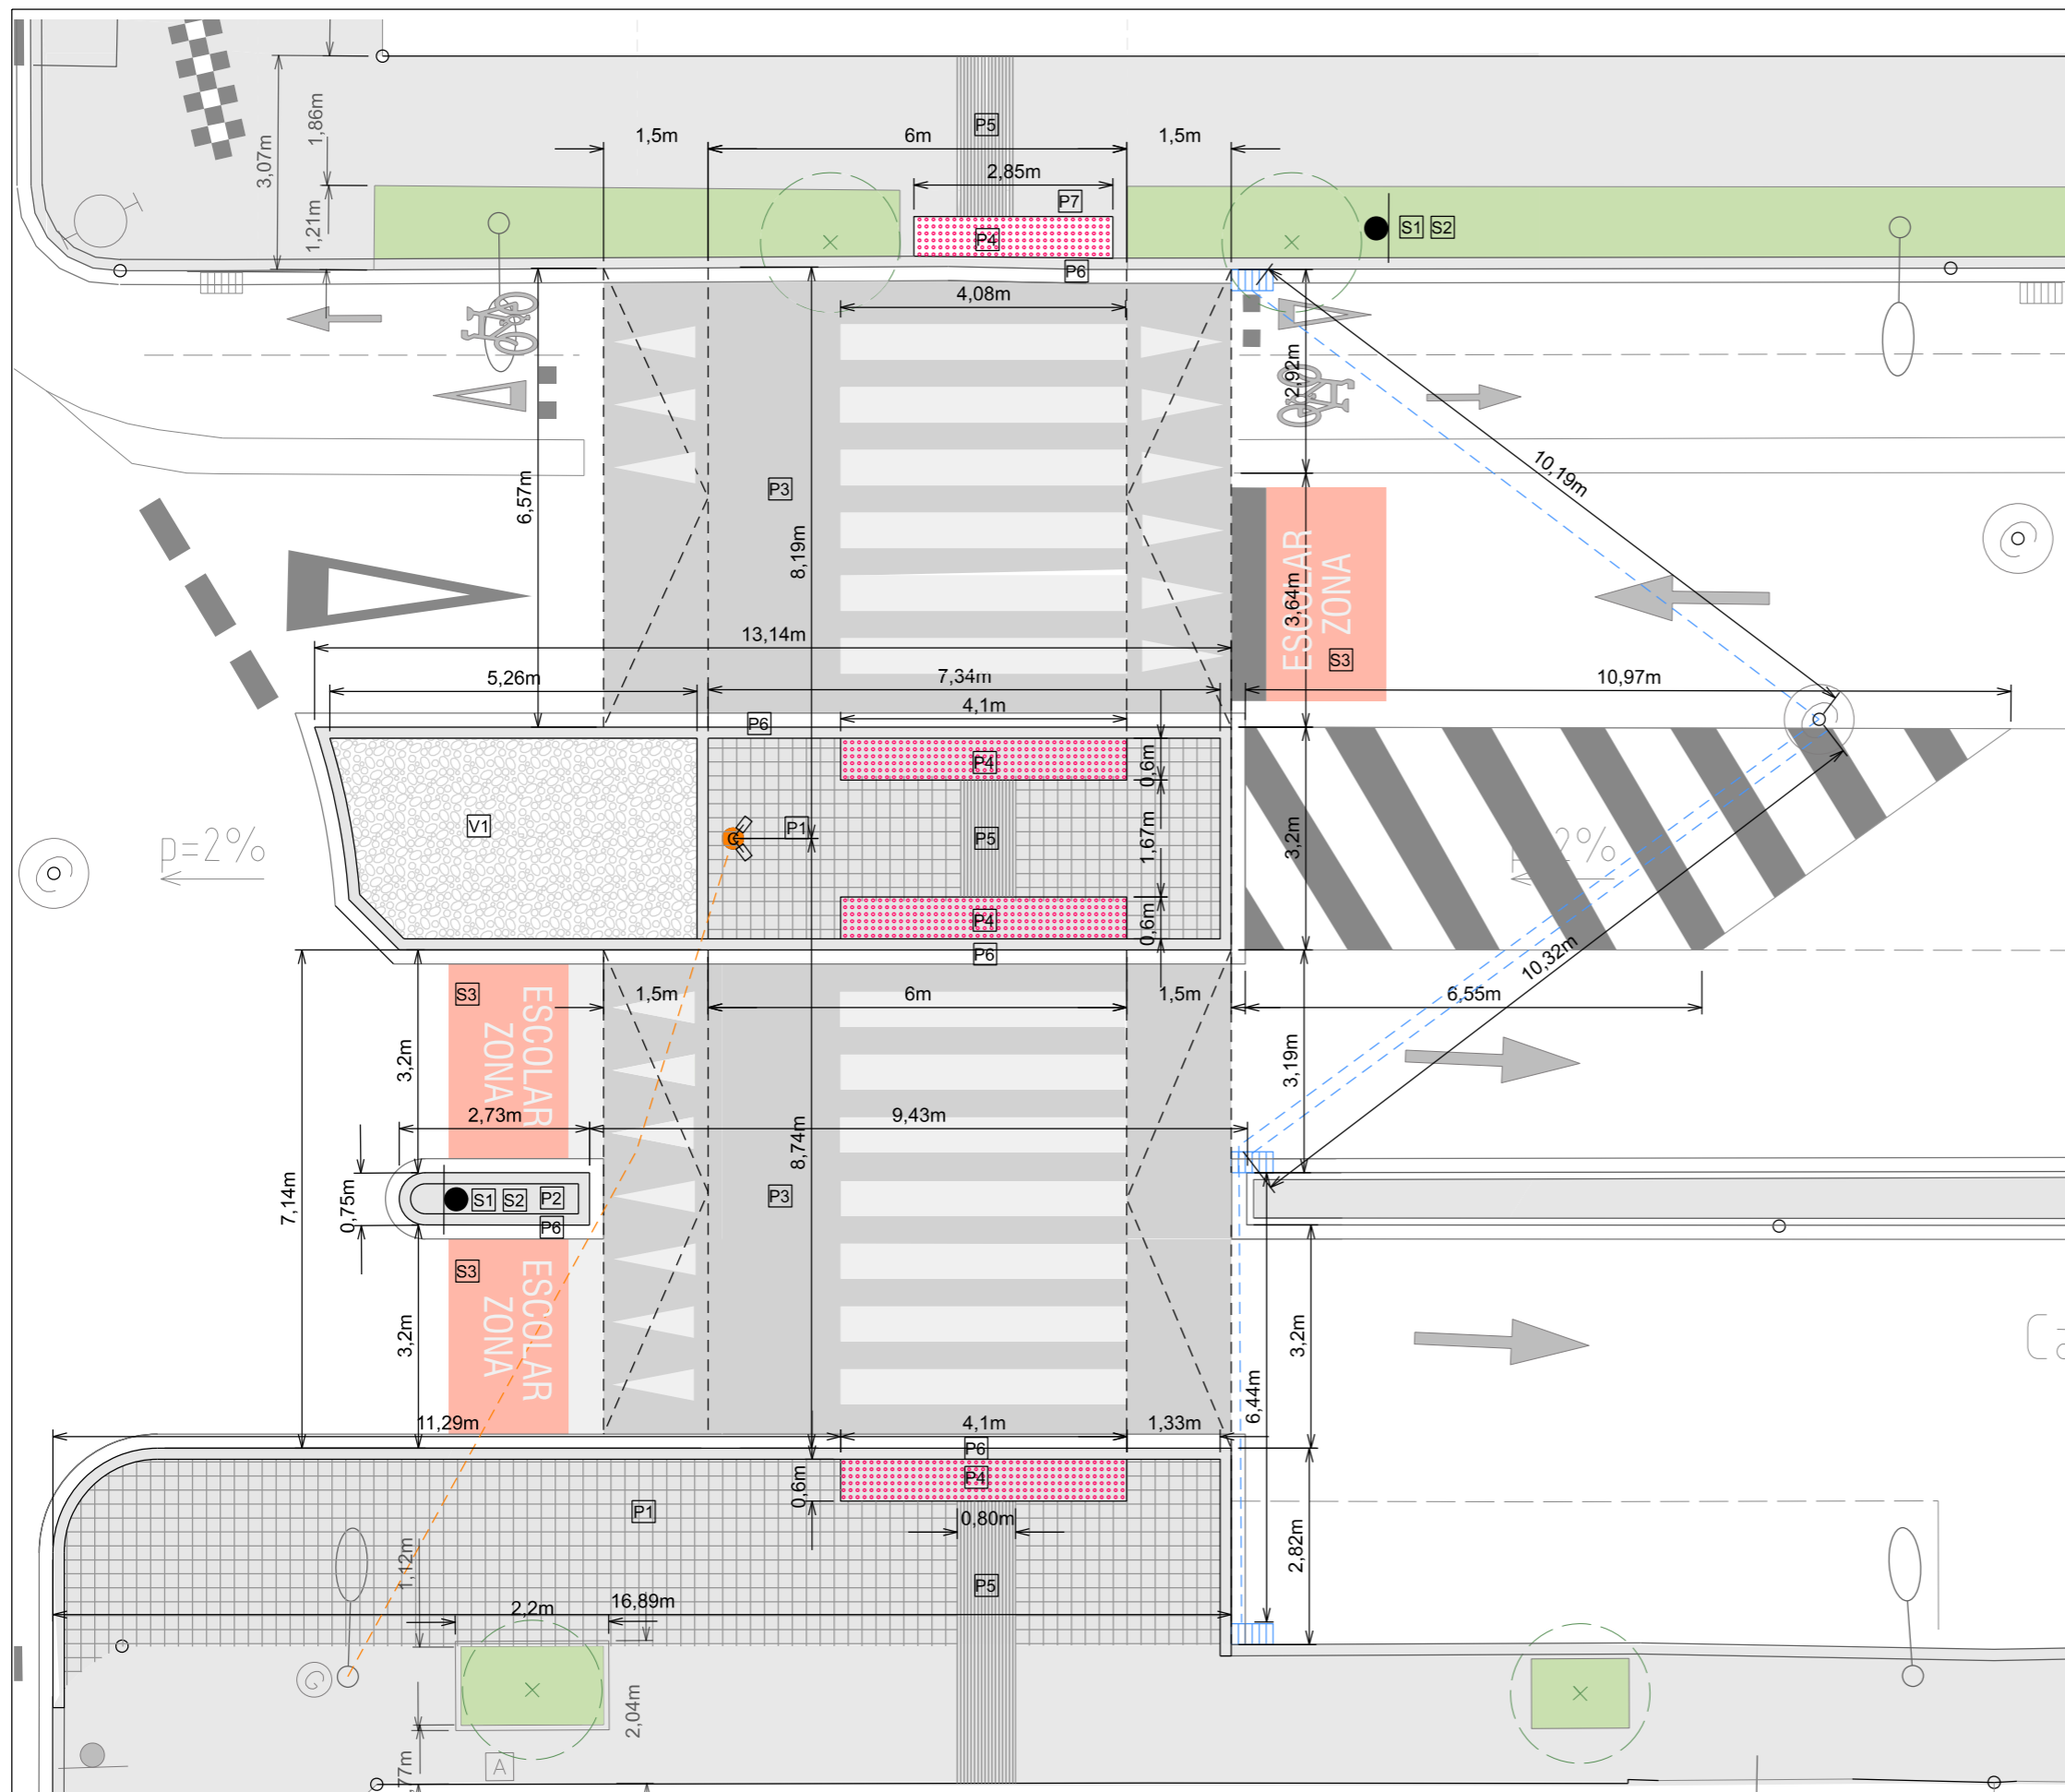 P5
1,5m
6m
1,5m
1,86m
3,07m
2,85m
P7
1,21m
P4
S1
S2
P6
4,08m
2,92m
10,19m
6,57m
P3
8,19m
ESCOLAR
ZONA
3,64m
S3
13,14m
5,26m
7,34m
10,97m
4,1m
P6
P4
0,6m
V1
P1
P5
1,67m
3,2m
p=2%
2%
P4
0,6m
P6
10,32m
S3
ESCOLAR
ZONA
1,5m
6m
1,5m
6,55m
3,2m
3,19m
2,73m
9,43m
8,74m
7,14m
0,75m
S1
S2
P2
P6
P3
S3
ESCOLAR
ZONA
3,2m
3,2m
6,44m
11,29m
4,1m
1,33m
P6
P4
0,6m
P1
0,80m
1,12m
2,82m
P5
2,2m
16,89m
2,04m
A
,77m